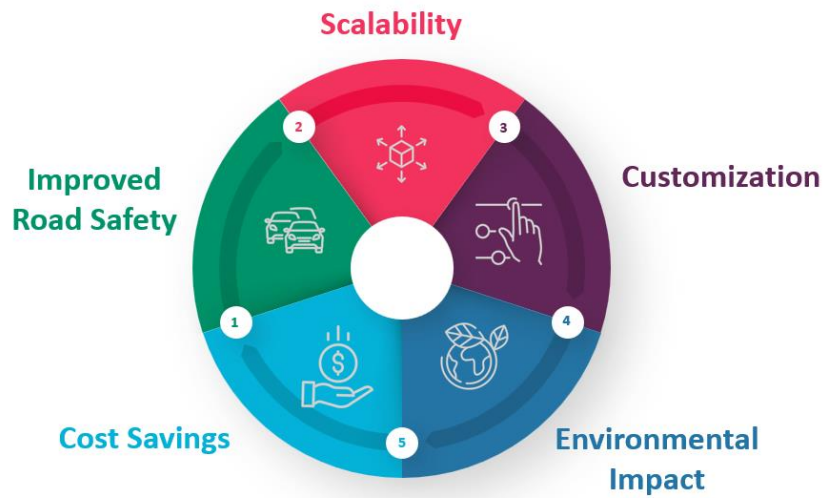 Scalability
2
3
Improved
Road Safety
Customization
1
4
$
Cost Savings
5
Environmental
Impact